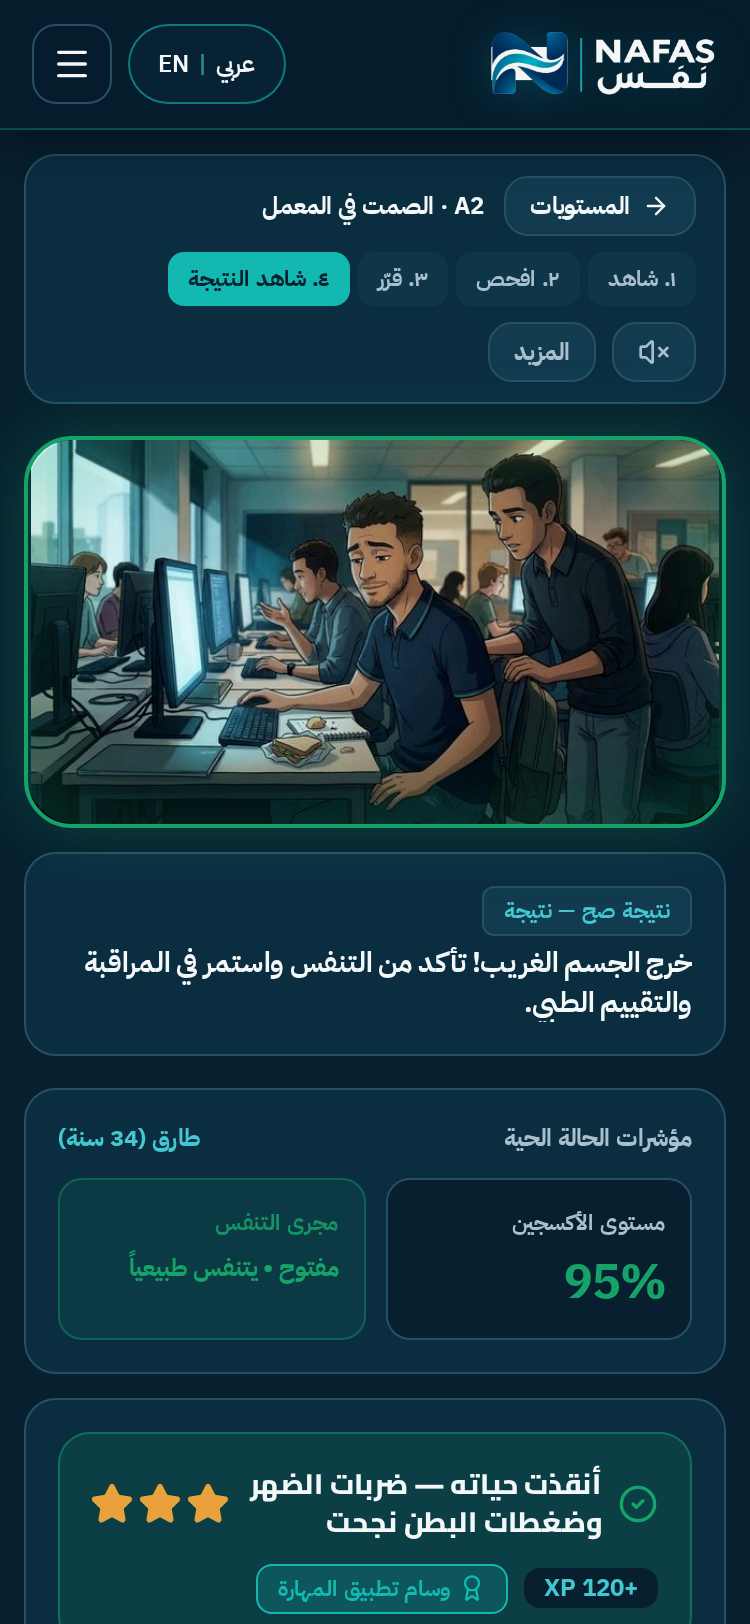 NAFAS
نَفَس
عربي | EN
المستويات
A2 · الصمت في المعمل
١. شاهد
٢. افحص
٣. قرّر
٤. شاهد النتيجة
المزيد
نتيجة صح — نتيجة
خرج الجسم الغريب! تأكد من التنفس واستمر في المراقبة
والتقييم الطبي.
مؤشرات الحالة الحية
طارق (34 سنة)
مستوى الأكسجين
95%
مجرى التنفس
مفتوح • يتنفس طبيعياً
أنقذت حياته — ضربات الضهر
وضغطات البطن نجحت
+120 XP
وسام تطبيق المهارة